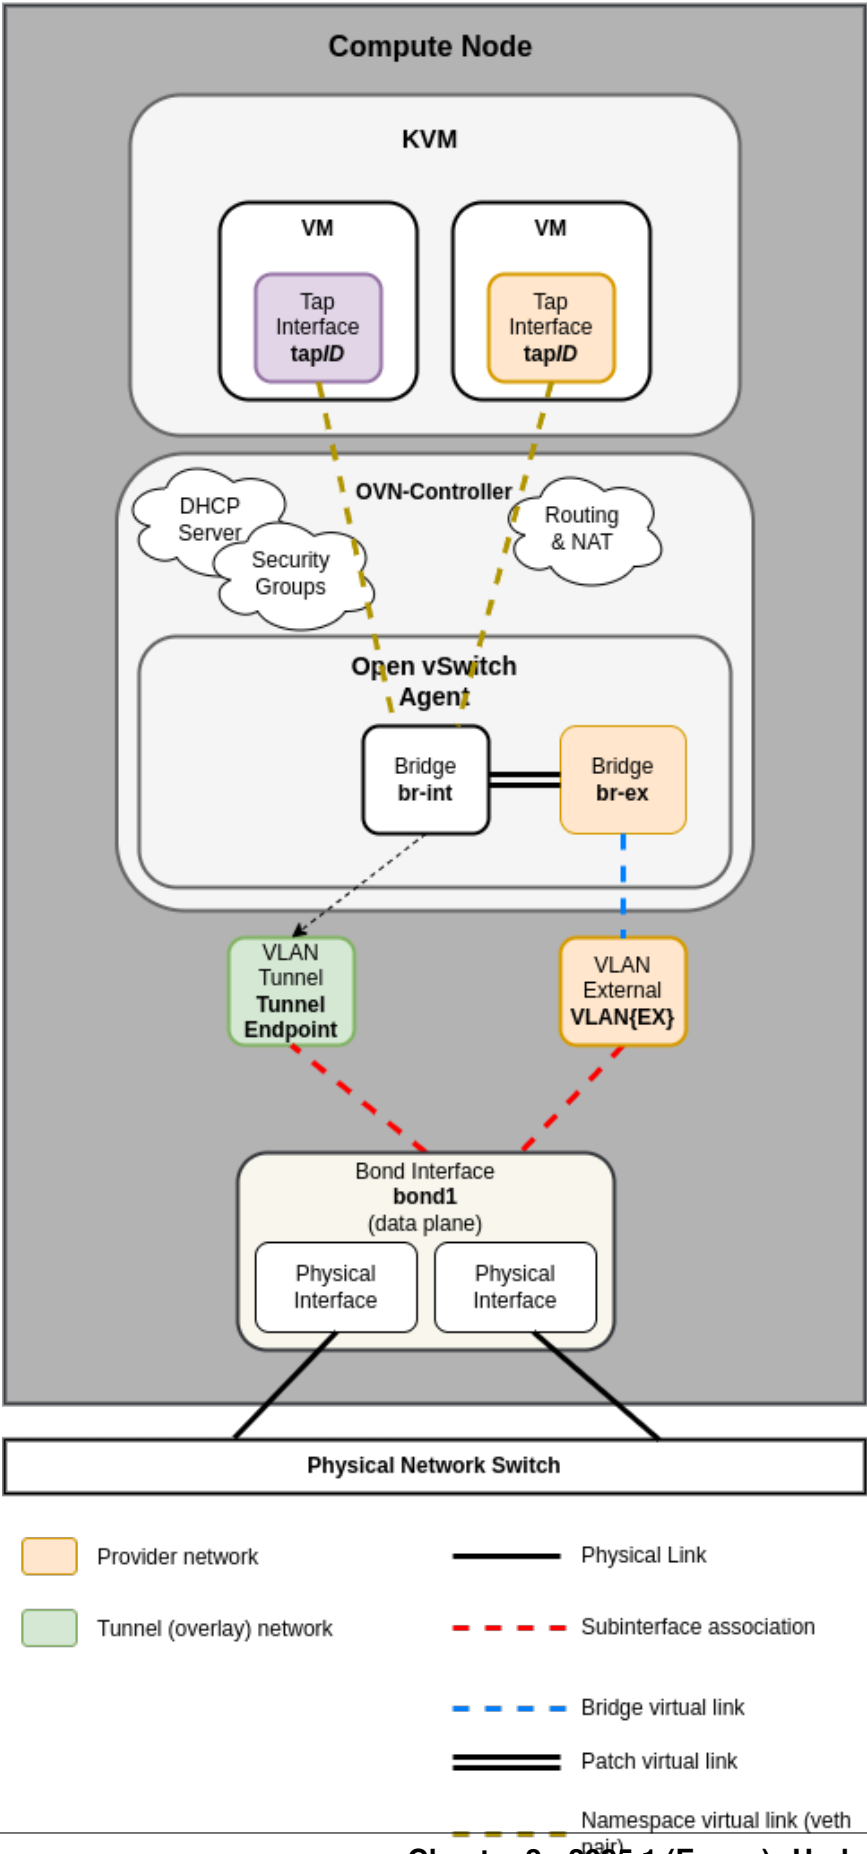 Compute Node
KVM
VM
VM
Tap
Interface
tapID
Tap
Interface
tapID
OVN-Controller
DHCP
Server
Security
Groups
Routing
& NAT
Open vSwitch
Agent
Bridge
br-int
Bridge
br-ex
VLAN
Tunnel
Tunnel
Endpoint
VLAN
External
VLAN{EX}
Bond Interface
bond1
(data plane)
Physical
Interface
Physical
Interface
Physical Network Switch
Provider network
Physical Link
Tunnel (overlay) network
Subinterface association
Bridge virtual link
Patch virtual link
Namespace virtual link (veth
pair)